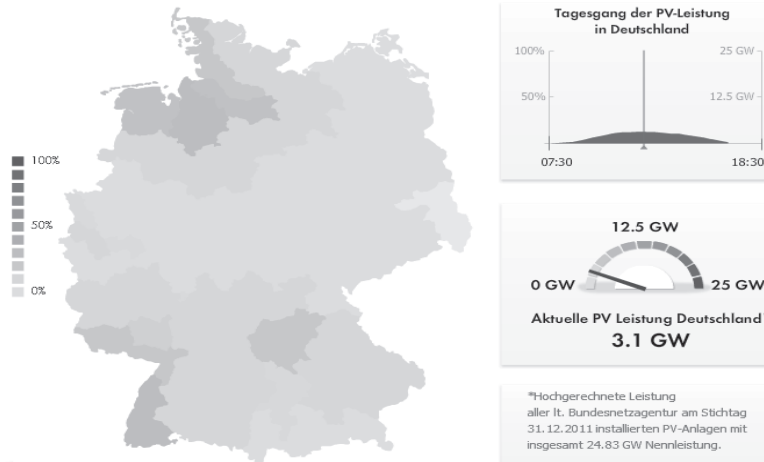 100%
50%
0%
Tagesgang der PV-Leistung
in Deutschland
100%
25 GW
50%
12.5 GW
07:30
18:30
12.5 GW
0 GW
25 GW
Aktuelle PV Leistung Deutschland
3.1 GW
*Hochgerechnete Leistung
aller lt. Bundesnetzagentur am Stichtag
31.12.2011 installierten PV-Anlagen mit
insgesamt 24.83 GW Nennleistung.